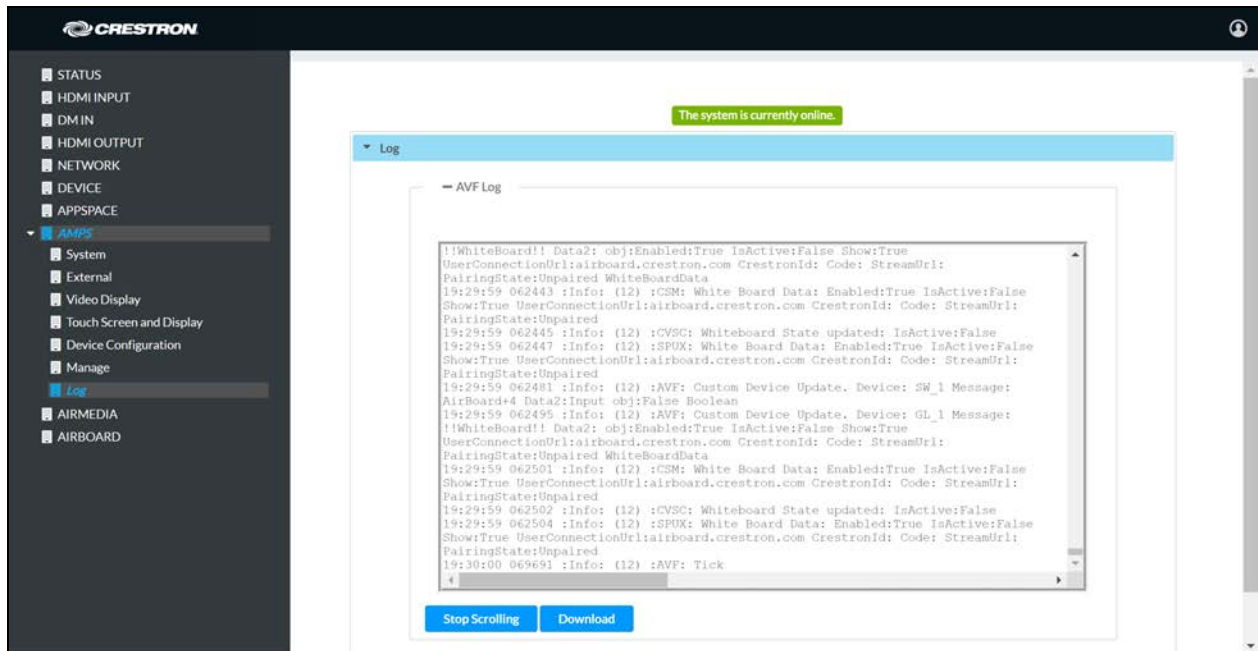 CRESTRON
STATUS
HDMI INPUT
DM IN
HDMI OUTPUT
NETWORK
DEVICE
APPSPACE
AMPS
System
External
Video Display
Touch Screen and Display
Device Configuration
Manage
Log
AIRMEDIA
AIRBOARD
The system is currently online.
Log
AVF Log
!!WhiteBoard!! Data2: obj:Enabled:True IsActive:False Show:True
UserConnectionUrl:airboard.crestron.com CrestronId: Code: StreamUrl:
PairingState:Unpaired WhiteBoardData
19:29:59 062443 :Info: (12) :CSM: White Board Data: Enabled:True IsActive:False
Show:True UserConnectionUrl:airboard.crestron.com CrestronId: Code: StreamUrl:
PairingState:Unpaired
19:29:59 062445 :Info: (12) :CVSC: Whiteboard State updated: IsActive:False
19:29:59 062447 :Info: (12) :SPUX: White Board Data: Enabled:True IsActive:False
Show:True UserConnectionUrl:airboard.crestron.com CrestronId: Code: StreamUrl:
PairingState:Unpaired
19:29:59 062481 :Info: (12) :AVF: Custom Device Update. Device: SW_1 Message:
AirBoard+4 Data2:Input obj:False Boolean
19:29:59 062495 :Info: (12) :AVF: Custom Device Update. Device: GL_1 Message:
!!WhiteBoard!! Data2: obj:Enabled:True IsActive:False Show:True
UserConnectionUrl:airboard.crestron.com CrestronId: Code: StreamUrl:
PairingState:Unpaired WhiteBoardData
19:29:59 062501 :Info: (12) :CSM: White Board Data: Enabled:True IsActive:False
Show:True UserConnectionUrl:airboard.crestron.com CrestronId: Code: StreamUrl:
PairingState:Unpaired
19:29:59 062502 :Info: (12) :CVSC: Whiteboard State updated: IsActive:False
19:29:59 062504 :Info: (12) :SPUX: White Board Data: Enabled:True IsActive:False
Show:True UserConnectionUrl:airboard.crestron.com CrestronId: Code: StreamUrl:
PairingState:Unpaired
19:30:00 069691 :Info: (12) :AVF: Tick
Stop Scrolling
Download